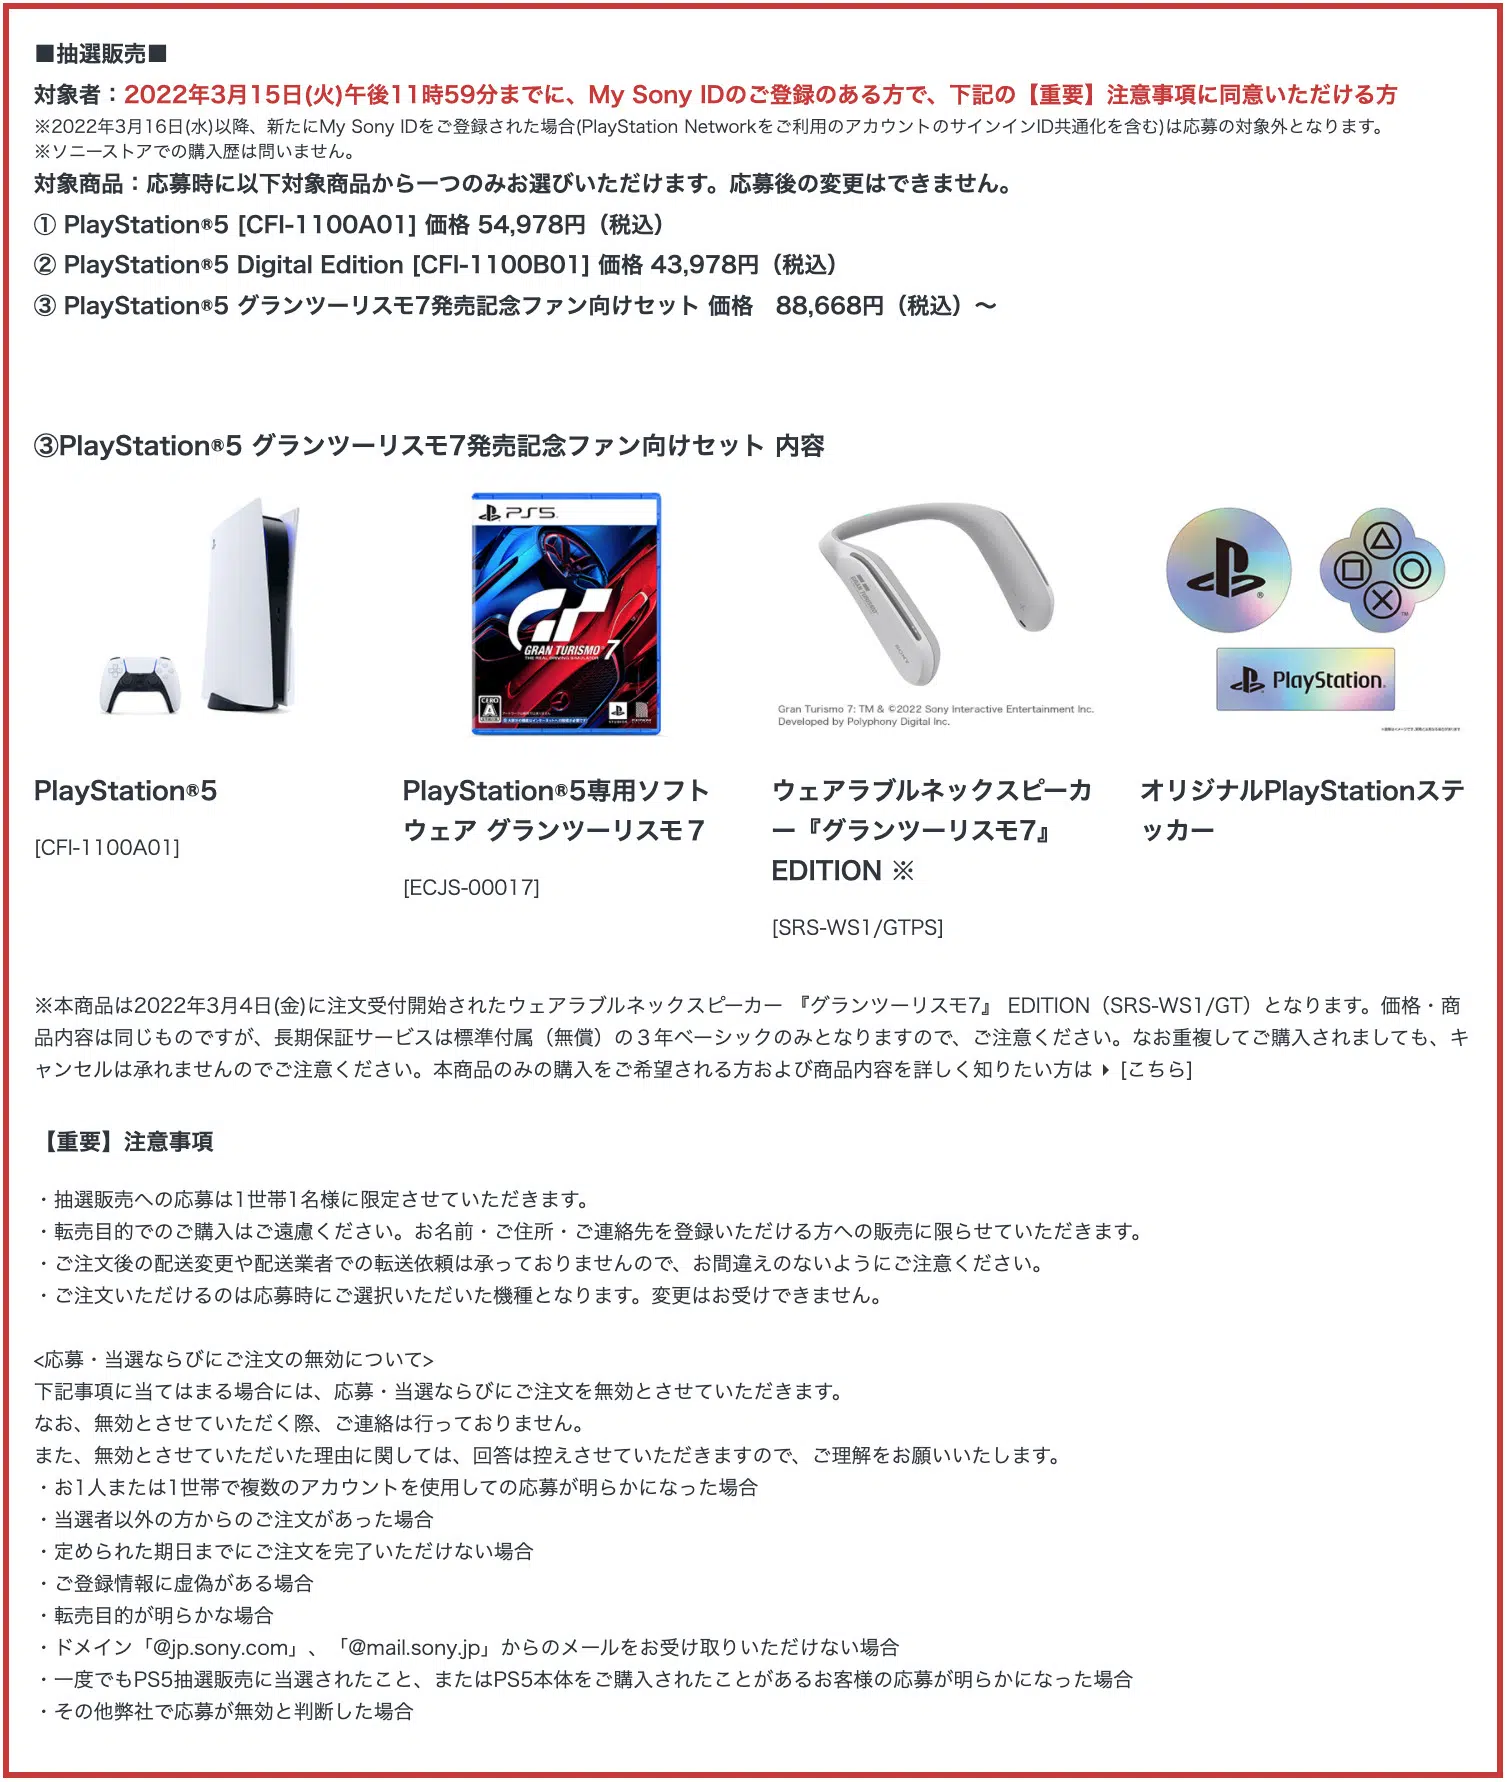 ■抽選販売■
対象者：2022年3月15日(火)午後11時59分までに、My Sony IDのご登録のある方で、下記の【重要】注意事項に同意いただける方
※2022年3月16日(水)以降、新たにMy Sony IDをご登録された場合(PlayStation Networkをご利用のアカウントのサインインID共通化を含む)は応募の対象外となります。
※ソニーストアでの購入歴は問いません。
対象商品：応募時に以下対象商品から一つのみお選びいただけます。応募後の変更はできません。
① PlayStation®5 [CFI-1100A01] 価格 54,978円（税込）
② PlayStation®5 Digital Edition [CFI-1100B01] 価格 43,978円（税込）
③ PlayStation®5 グランツーリスモ7発売記念ファン向けセット 価格　88,668円（税込）～
③PlayStation®5 グランツーリスモ7発売記念ファン向けセット 内容
PS5
GRAN TURISMO 7
THE REAL DRIVING SIMULATOR
CERO
A
GRAN TURISMO
SONY
Gran Turismo 7: TM & ©2022 Sony Interactive Entertainment Inc.
Developed by Polyphony Digital Inc.
®
TM
PlayStation®
PlayStation®5
[CFI-1100A01]
PlayStation®5専用ソフト
ウェア グランツーリスモ７
[ECJS-00017]
ウェアラブルネックスピーカ
ー『グランツーリスモ7』
EDITION ※
[SRS-WS1/GTPS]
オリジナルPlayStationステ
ッカー
※本商品は2022年3月4日(金)に注文受付開始されたウェアラブルネックスピーカー 『グランツーリスモ7』 EDITION（SRS-WS1/GT）となります。価格・商
品内容は同じものですが、長期保証サービスは標準付属（無償）の３年ベーシックのみとなりますので、ご注意ください。なお重複してご購入されましても、キ
ャンセルは承れませんのでご注意ください。本商品のみの購入をご希望される方および商品内容を詳しく知りたい方は [こちら]
【重要】注意事項
・抽選販売への応募は1世帯1名様に限定させていただきます。
・転売目的でのご購入はご遠慮ください。お名前・ご住所・ご連絡先を登録いただける方への販売に限らせていただきます。
・ご注文後の配送変更や配送業者での転送依頼は承っておりませんので、お間違えのないようにご注意ください。
・ご注文いただけるのは応募時にご選択いただいた機種となります。変更はお受けできません。
<応募・当選ならびにご注文の無効について>
下記事項に当てはまる場合には、応募・当選ならびにご注文を無効とさせていただきます。
なお、無効とさせていただく際、ご連絡は行っておりません。
また、無効とさせていただいた理由に関しては、回答は控えさせていただきますので、ご理解をお願いいたします。
・お1人または1世帯で複数のアカウントを使用しての応募が明らかになった場合
・当選者以外の方からのご注文があった場合
・定められた期日までにご注文を完了いただけない場合
・ご登録情報に虚偽がある場合
・転売目的が明らかな場合
・ドメイン「@jp.sony.com」、「@mail.sony.jp」からのメールをお受け取りいただけない場合
・一度でもPS5抽選販売に当選されたこと、またはPS5本体をご購入されたことがあるお客様の応募が明らかになった場合
・その他弊社で応募が無効と判断した場合